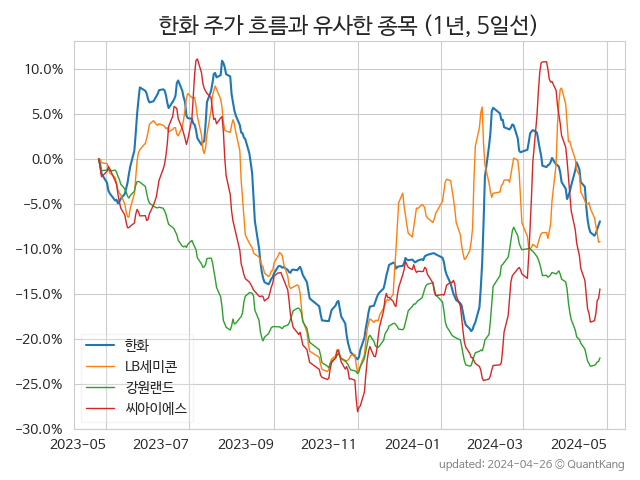 한화 주가 흐름과 유사한 종목 (1년, 5일선)
10.0%
5.0%
0.0%
−5.0%
−10.0%
−15.0%
−20.0%
−25.0%
−30.0%
한화
LB세미콘
강원랜드
씨아이에스
2023−05 2023−07 2023−09 2023−11 2024−01 2024−03 2024−05
updated: 2024-04-26 ⓒ QuantKang